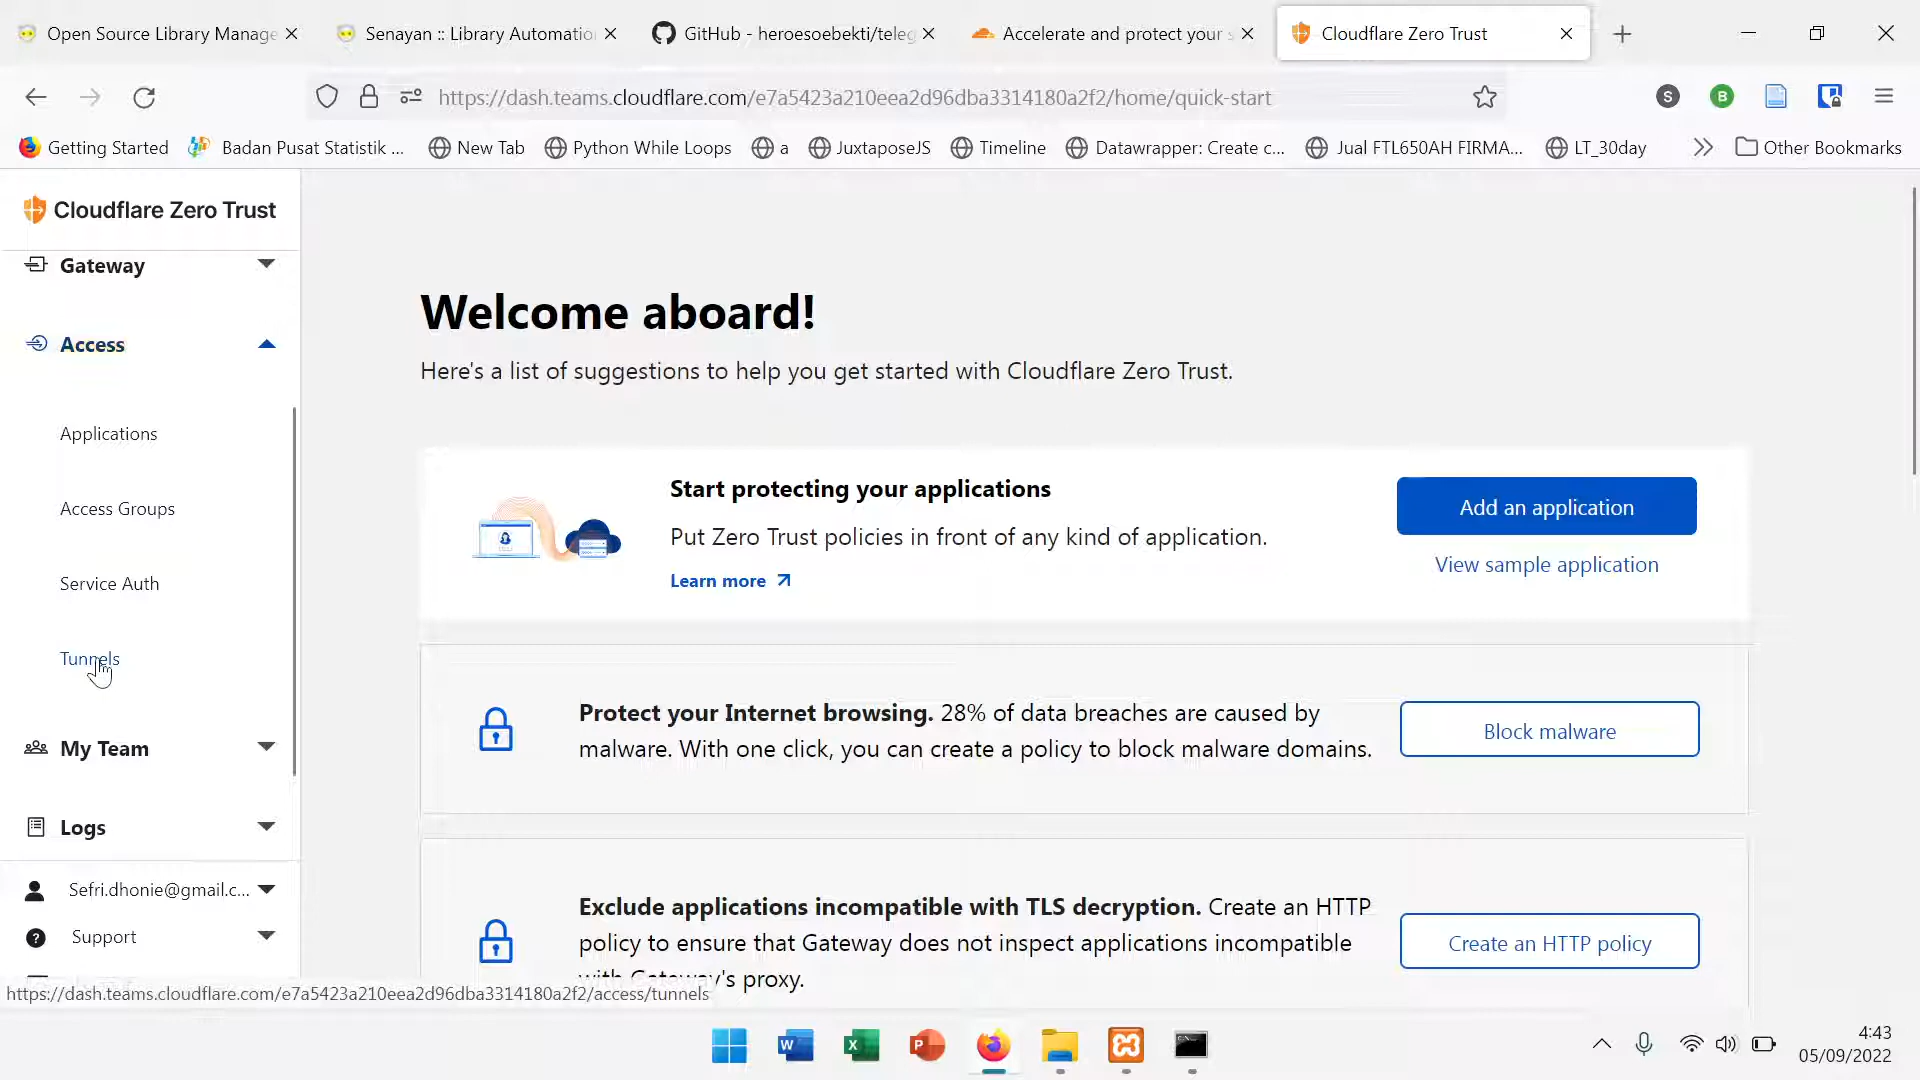 Open Source Library Manage
Senayan :: Library Automatio
GitHub - heroesoebekti/teleg
Accelerate and protect your s
Cloudflare Zero Trust
https://dash.teams.cloudflare.com/e7a5423a210eea2d96dba3314180a2f2/home/quick-start
S
B
Getting Started
Badan Pusat Statistik ...
New Tab
Python While Loops
a
JuxtaposeJS
Timeline
Datawrapper: Create c...
Jual FTL650AH FIRMA...
LT_30day
Other Bookmarks
Cloudflare Zero Trust
Gateway
Access
Applications
Access Groups
Service Auth
Tunnels
My Team
Logs
Sefri.dhonie@gmail.c...
Support
Welcome aboard!
Here's a list of suggestions to help you get started with Cloudflare Zero Trust.
Start protecting your applications
Put Zero Trust policies in front of any kind of application.
Learn more
Add an application
View sample application
Protect your Internet browsing. 28% of data breaches are caused by
malware. With one click, you can create a policy to block malware domains.
Block malware
Exclude applications incompatible with TLS decryption. Create an HTTP
policy to ensure that Gateway does not inspect applications incompatible
with Gateway's proxy.
Create an HTTP policy
https://dash.teams.cloudflare.com/e7a5423a210eea2d96dba3314180a2f2/access/tunnels
4:43
05/09/2022